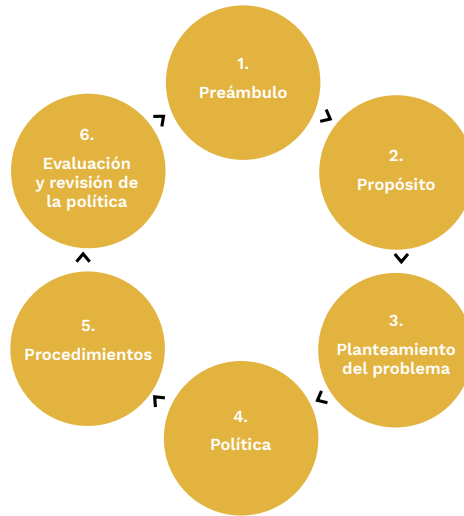 1.
Preámbulo
2.
Propósito
3.
Planteamiento
del problema
4.
Política
5.
Procedimientos
6.
Evaluación
y revisión de
la política